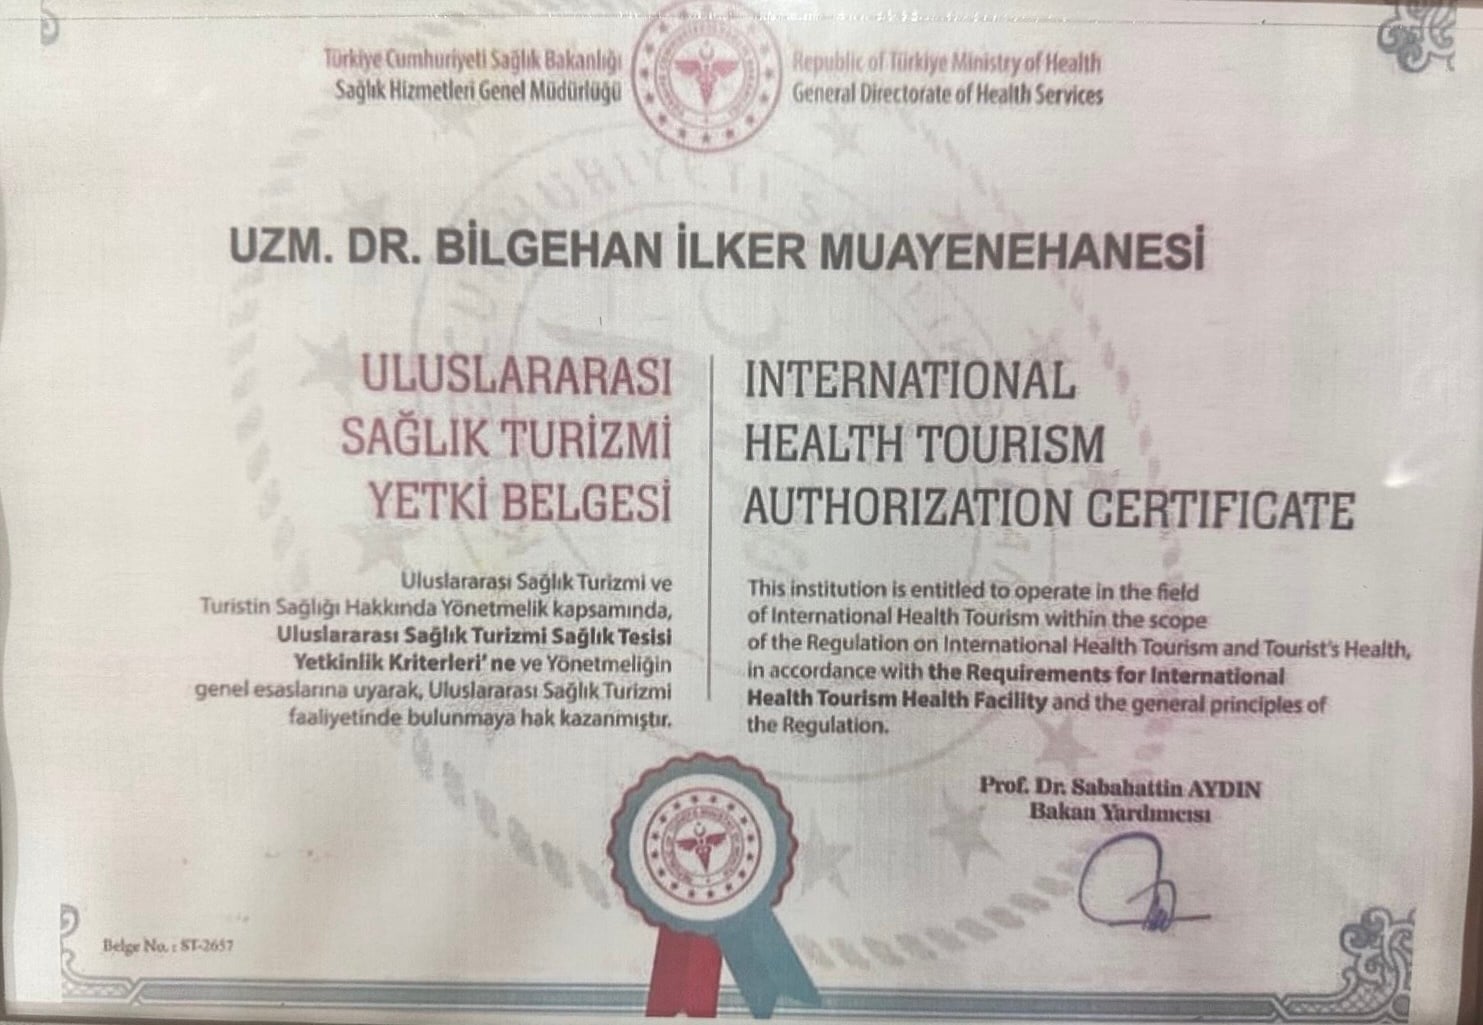 Türkiye Cumhuriyeti Sağlık Bakanlığı
Sağlık Hizmetleri Genel Müdürlüğü
Republic of Türkiye Ministry of Health
General Directorate of Health Services
UZM. DR. BİLGEHAN İLKER MUAYENEHANESİ
ULUSLARARASI
SAĞLIK TURİZMİ
YETKİ BELGESİ
Uluslararası Sağlık Turizmi ve
Turistin Sağlığı Hakkında Yönetmelik kapsamında,
Uluslararası Sağlık Turizmi Sağlık Tesisi
Yetkinlik Kriterleri' ne ve Yönetmeliğin
genel esaslarına uyarak, Uluslararası Sağlık Turizmi
faaliyetinde bulunmaya hak kazanmıştır.
INTERNATIONAL
HEALTH TOURISM
AUTHORIZATION CERTIFICATE
This institution is entitled to operate in the field
of International Health Tourism within the scope
of the Regulation on International Health Tourism and Tourist's Health,
in accordance with the Requirements for International
Health Tourism Health Facility and the general principles of
the Regulation.
Prof. Dr. Sabahattin AYDIN
Bakan Yardımcısı
Belge No. : ST-2657